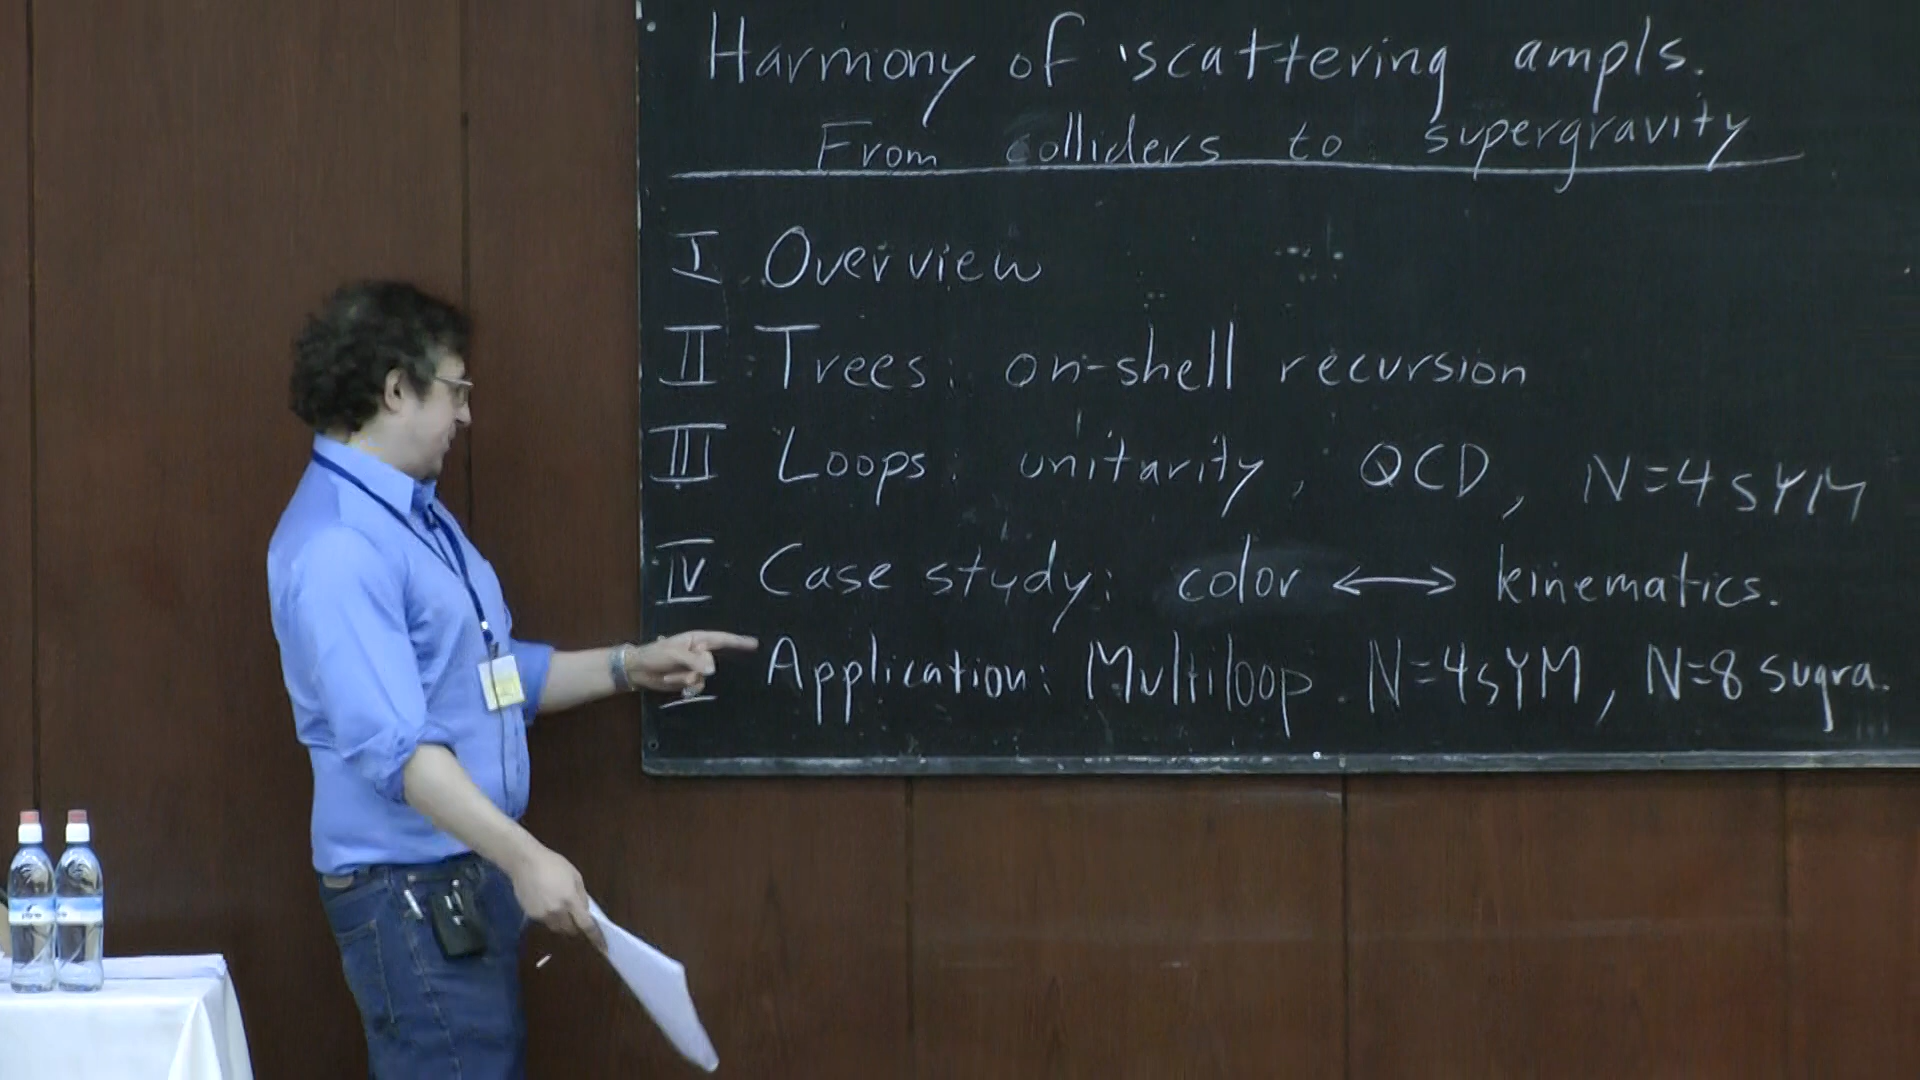 Harmony of scattering ampls.
From colliders to supergravity
I Overview
II Trees: on-shell recursion
III Loops: unitarity, QCD, N=4 sYM
IV Case study: color ⟷ kinematics.
Application: Multiloop N=4 sYM, N=8 sugra.